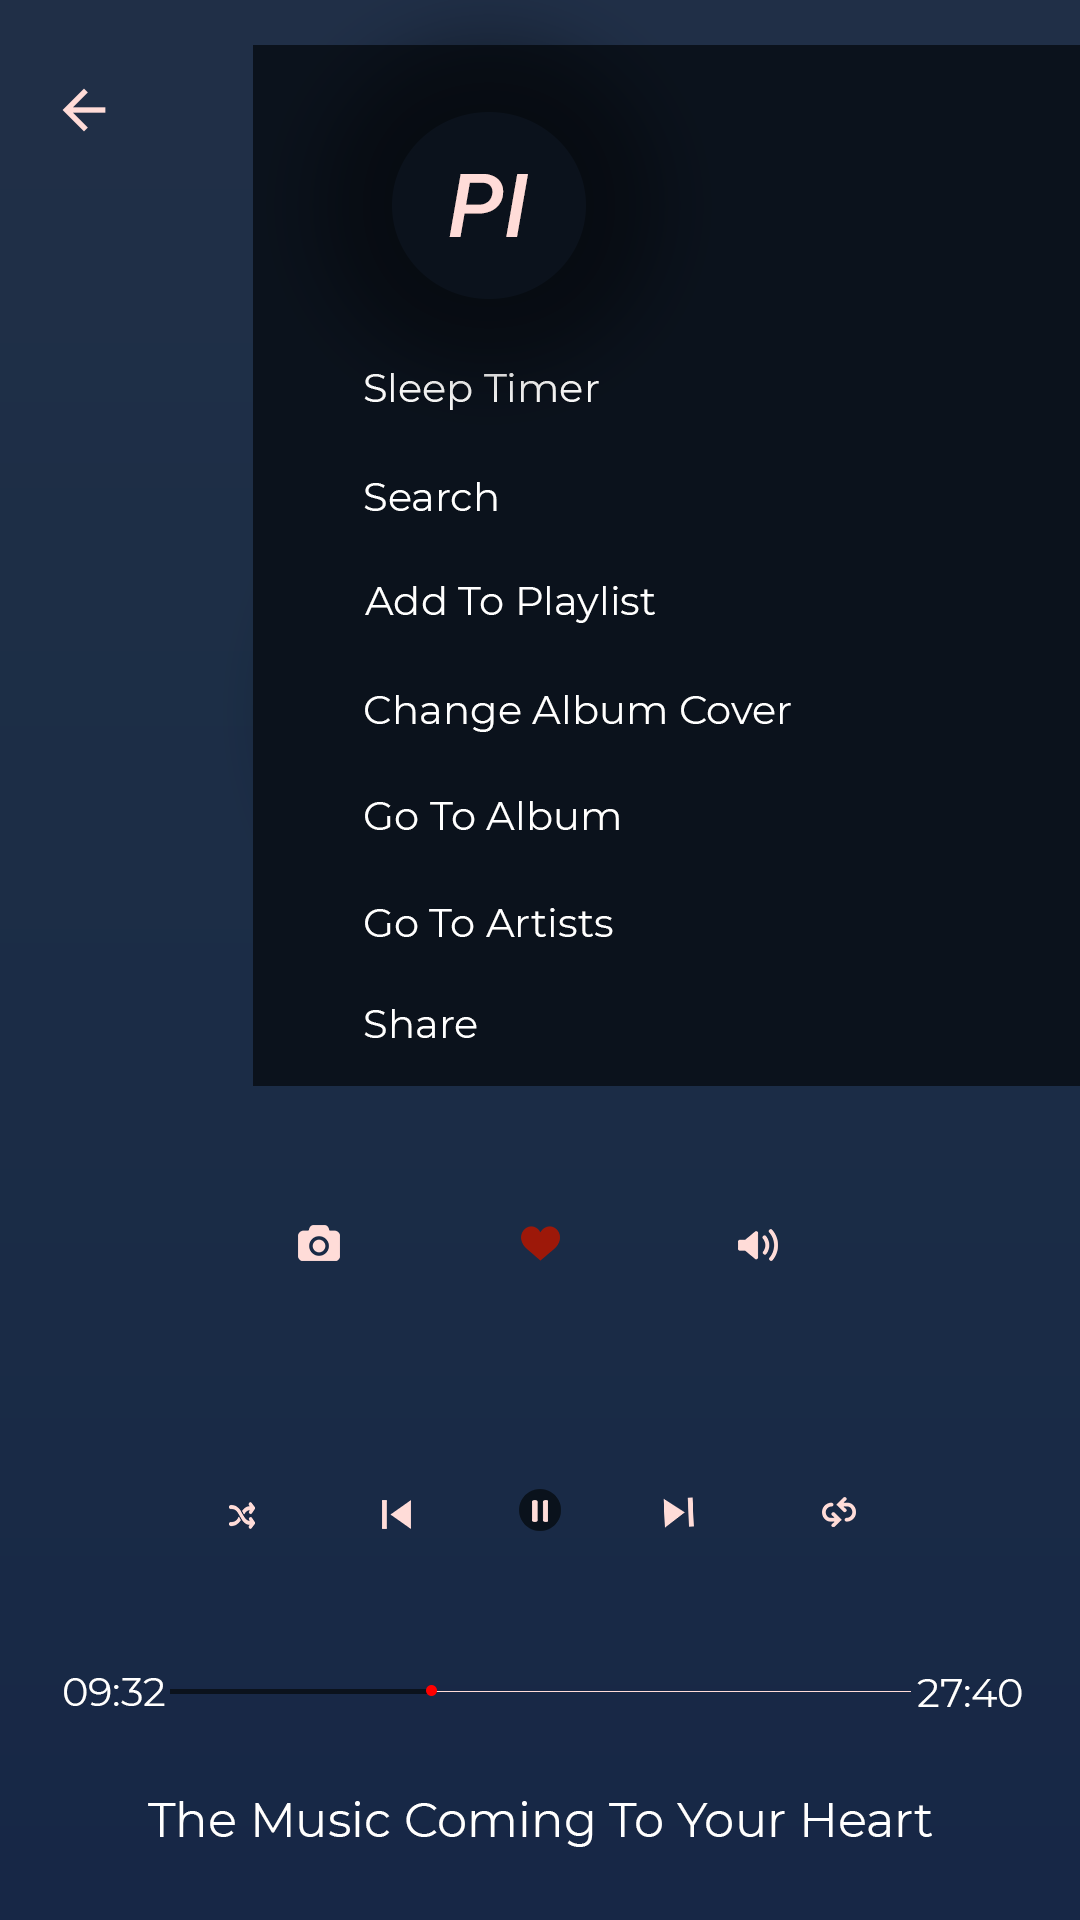 PI
Sleep Timer
Search
Add To Playlist
Change Album Cover
Go To Album
Go To Artists
Share
09:32
27:40
The Music Coming To Your Heart